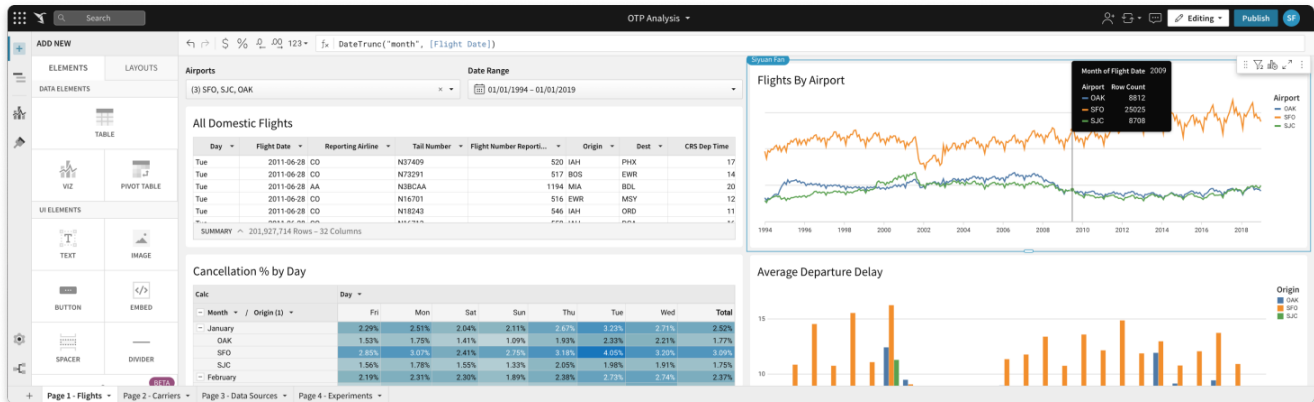 Search
OTP Analysis
Editing
Publish
SF
ADD NEW
$ % .0 .00 123
fx DateTrunc("month", [Flight Date])
ELEMENTS LAYOUTS
DATA ELEMENTS
TABLE
VIZ
PIVOT TABLE
UI ELEMENTS
TEXT
IMAGE
BUTTON
EMBED
SPACER
DIVIDER
BETA
Airports
(3) SFO, SJC, OAK
Date Range
01/01/1994 – 01/01/2019
All Domestic Flights
Day Flight Date Reporting Airline Tail Number Flight Number Reporti... Origin Dest CRS Dep Time
Tue 2011-06-28 CO N37409 520 IAH PHX 17
Tue 2011-06-28 CO N73291 517 BOS EWR 14
Tue 2011-06-28 AA N3BCAA 1194 MIA BDL 20
Tue 2011-06-28 CO N16701 516 EWR MSY 12
Tue 2011-06-28 CO N18243 546 IAH ORD 11
SUMMARY 201,927,714 Rows – 32 Columns
Siyuan Fan
Flights By Airport
Month of Flight Date 2009
Airport Row Count
OAK 8812
SFO 25025
SJC 8708
Airport
OAK
SFO
SJC
1994 1996 1998 2000 2002 2004 2006 2008 2010 2012 2014 2016 2018
Cancellation % by Day
Calc Day
Month / Origin (1) Fri Mon Sat Sun Thu Tue Wed Total
January 2.29% 2.51% 2.04% 2.11% 2.67% 3.23% 2.71% 2.52%
OAK 1.53% 1.75% 1.41% 1.09% 1.93% 2.33% 2.21% 1.77%
SFO 2.85% 3.07% 2.41% 2.75% 3.18% 4.05% 3.20% 3.09%
SJC 1.56% 1.78% 1.55% 1.33% 2.05% 1.98% 1.91% 1.75%
February 2.19% 2.31% 2.30% 1.89% 2.38% 2.73% 2.74% 2.37%
Average Departure Delay
Origin
OAK
SFO
SJC
15
10
Page 1 - Flights
Page 2 - Carriers
Page 3 - Data Sources
Page 4 - Experiments